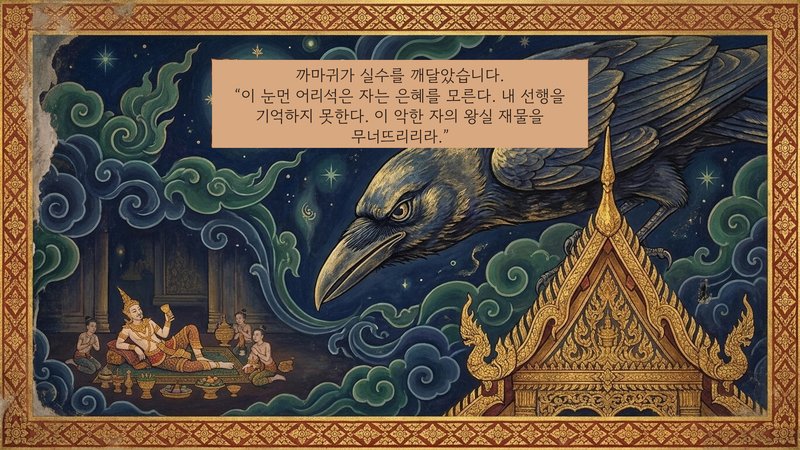 까마귀가 실수를 깨달았습니다.
“이 눈먼 어리석은 자는 은혜를 모른다. 내 선행을
기억하지 못한다. 이 악한 자의 왕실 재물을
무너뜨리리라.”